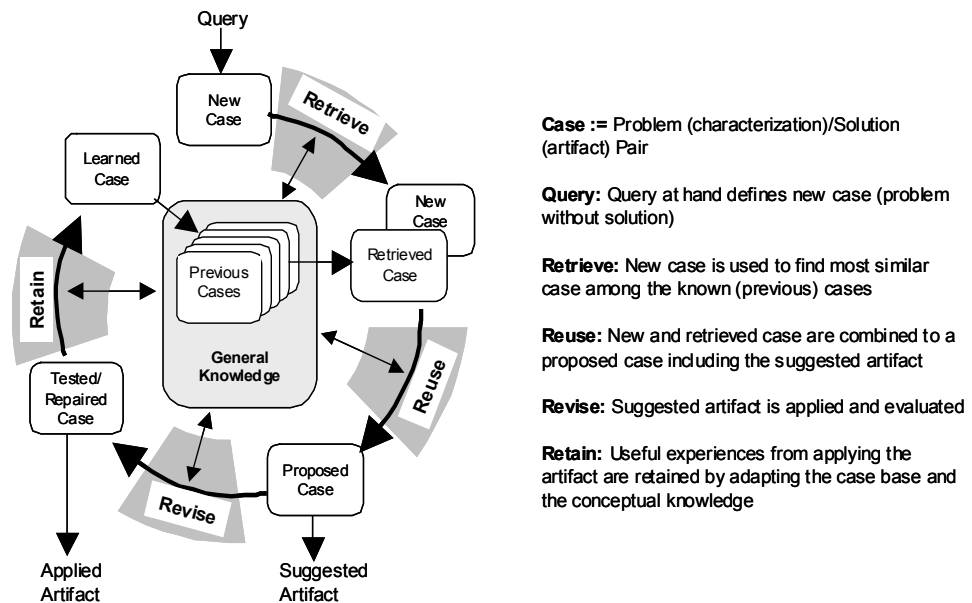 Query
New
Case
Retrieve
Learned
Case
New
Case
Retrieved
Case
Previous
Cases
General
Knowledge
Retain
Reuse
Tested/
Repaired
Case
Proposed
Case
Revise
Applied
Artifact
Suggested
Artifact
Case := Problem (characterization)/Solution
(artifact) Pair
Query: Query at hand defines new case (problem
without solution)
Retrieve: New case is used to find most similar
case among the known (previous) cases
Reuse: New and retrieved case are combined to a
proposed case including the suggested artifact
Revise: Suggested artifact is applied and evaluated
Retain: Useful experiences from applying the
artifact are retained by adapting the case base and
the conceptual knowledge